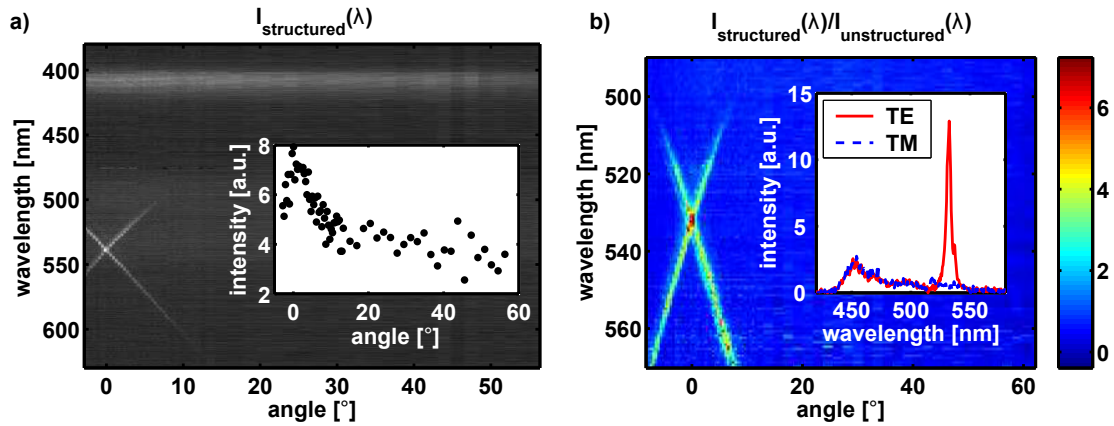 a)
I_structured(λ)
wavelength [nm]
400
450
500
550
600
0 10 20 30 40 50
angle [°]
intensity [a.u.]
8
6
4
2
0 20 40 60
angle [°]
b)
I_structured(λ)/I_unstructured(λ)
wavelength [nm]
500
520
540
560
0 20 40 60
angle [°]
intensity [a.u.]
15
10
5
0
TE
TM
450 500 550
wavelength [nm]
6
4
2
0